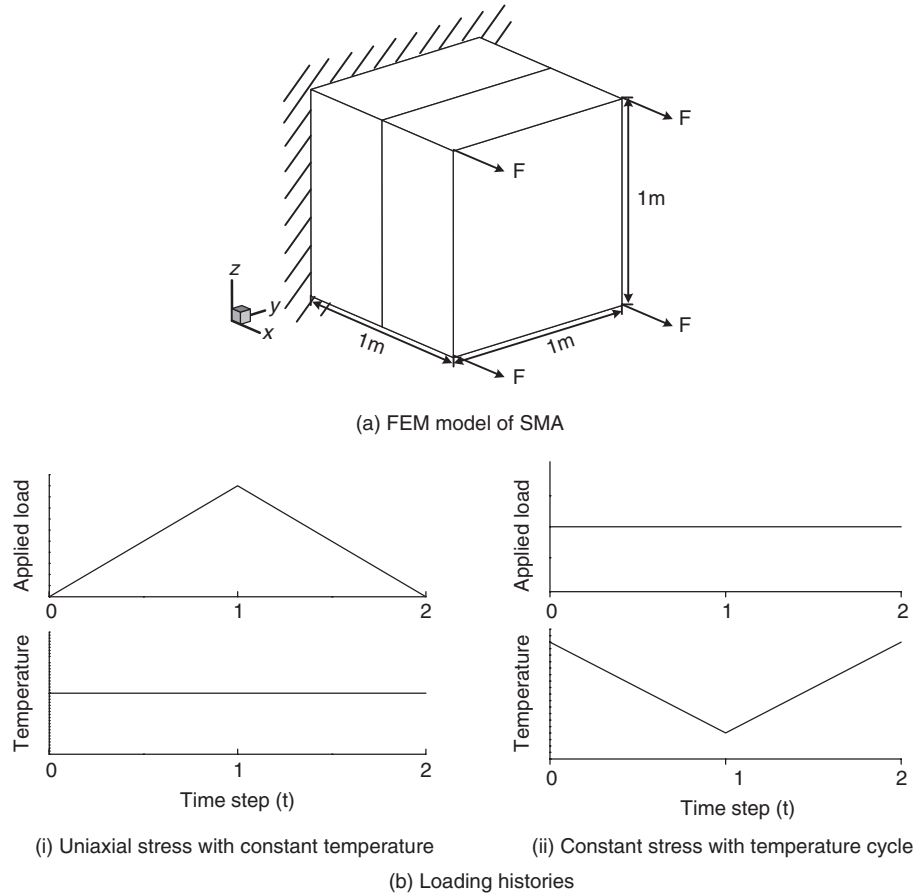 F
F
1m
z
y
x
F
1m
1m
F
(a) FEM model of SMA
Applied load
0 1 2
Temperature
0 1 2
Time step (t)
(i) Uniaxial stress with constant temperature
Applied load
0 1 2
Temperature
0 1 2
Time step (t)
(ii) Constant stress with temperature cycle
(b) Loading histories